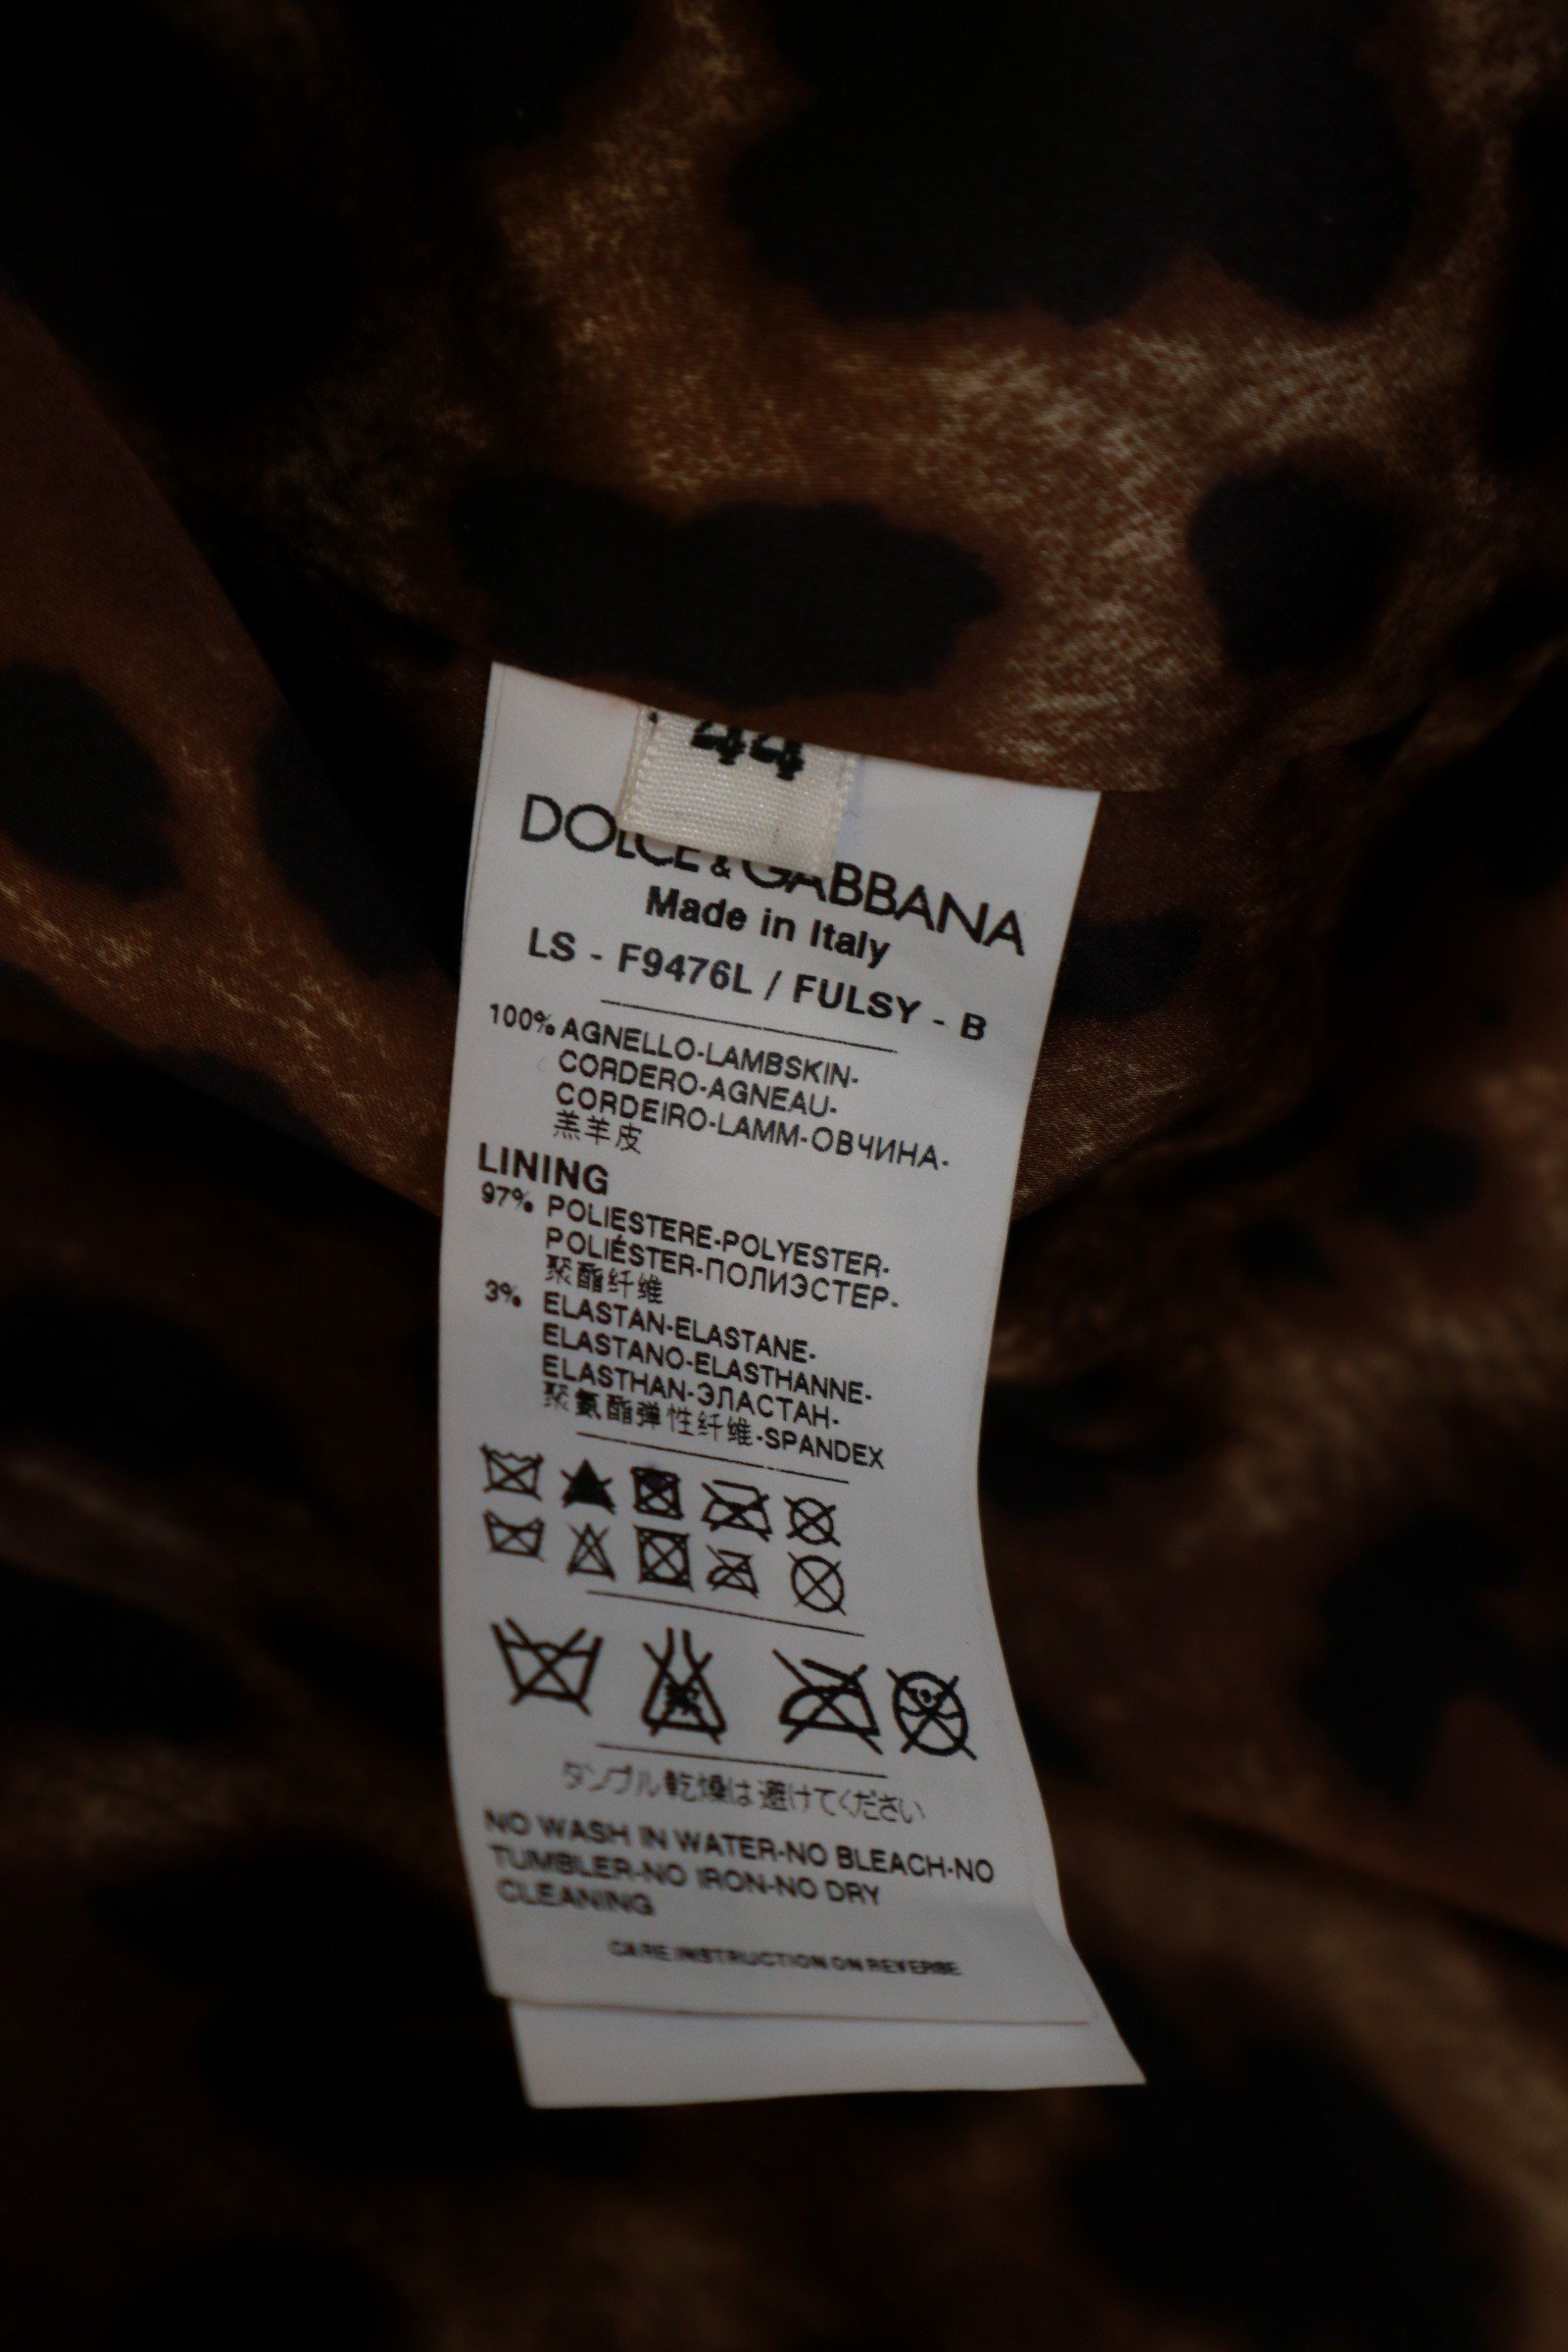 44
DOLCE & GABBANA
Made in Italy
LS - F9476L / FULSY - B
100% AGNELLO-LAMBSKIN-
CORDERO-AGNEAU-
CORDEIRO-LAMM-ОВЧИНА-
羔羊皮
LINING
97% POLIESTERE-POLYESTER-
POLIÉSTER-ПОЛИЭСТЕР-
聚酯纤维
3% ELASTAN-ELASTANE-
ELASTANO-ELASTHANNE-
ELASTHAN-ЭЛАСТАН-
聚氨酯弹性纤维-SPANDEX
タンブル乾燥は避けてください
NO WASH IN WATER-NO BLEACH-NO
TUMBLER-NO IRON-NO DRY
CLEANING
CARE INSTRUCTION ON REVERSE